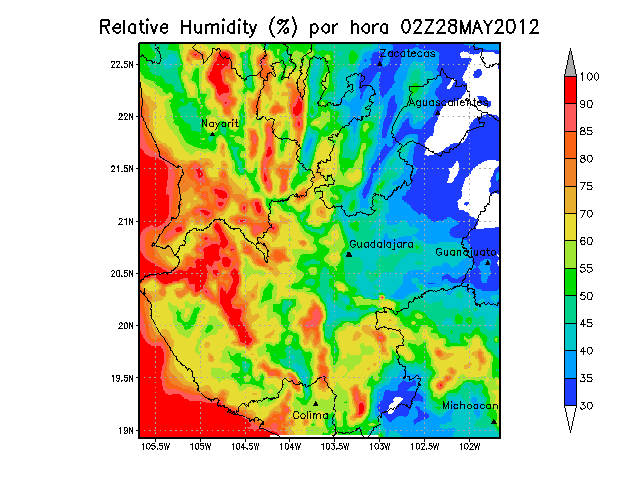 Relative Humidity (%) por hora 02Z28MAY2012
22.5N
22N
21.5N
21N
20.5N
20N
19.5N
19N
105.5W 105W 104.5W 104W 103.5W 103W 102.5W 102W
Zacatecas
Aguascalientes
Nayarit
Guadalajara
Guanajuato
Colima
Michoacan
100
90
85
80
75
70
60
55
50
45
40
35
30